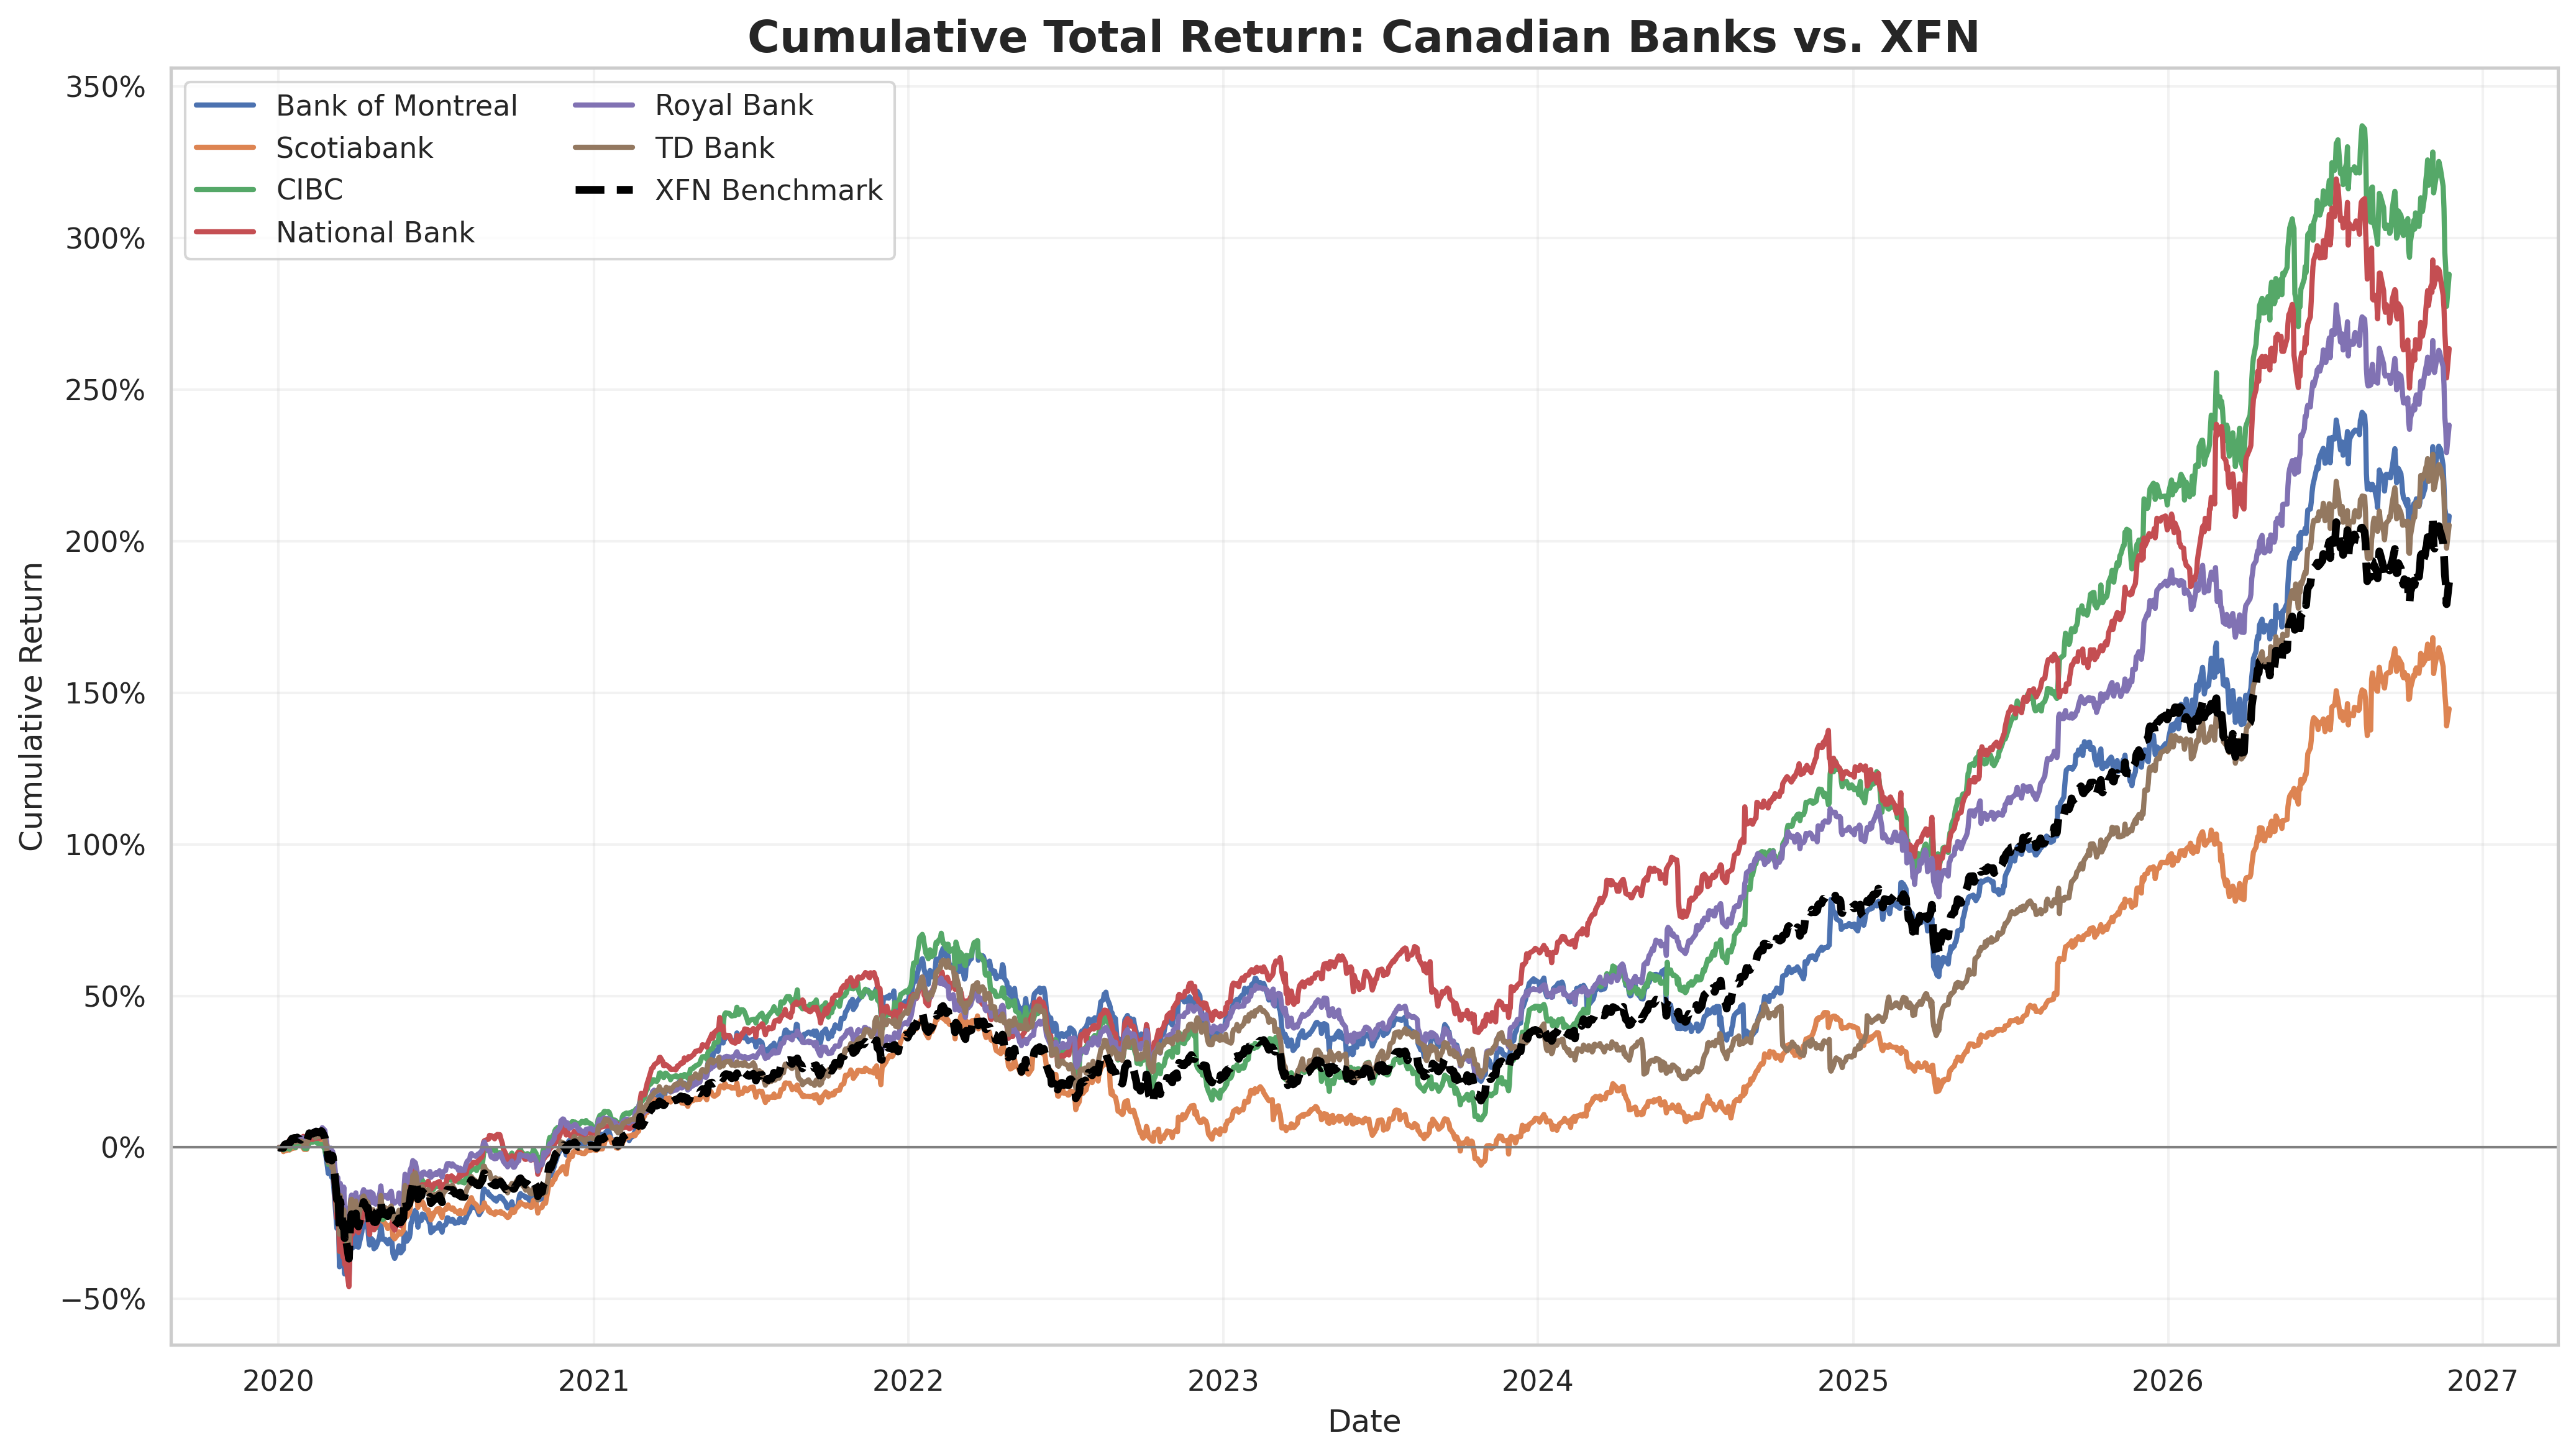 Cumulative Total Return: Canadian Banks vs. XFN
350%
300%
250%
200%
150%
100%
50%
0%
−50%
Cumulative Return
Bank of Montreal
Scotiabank
CIBC
National Bank
Royal Bank
TD Bank
XFN Benchmark
2020
2021
2022
2023
2024
2025
2026
2027
Date